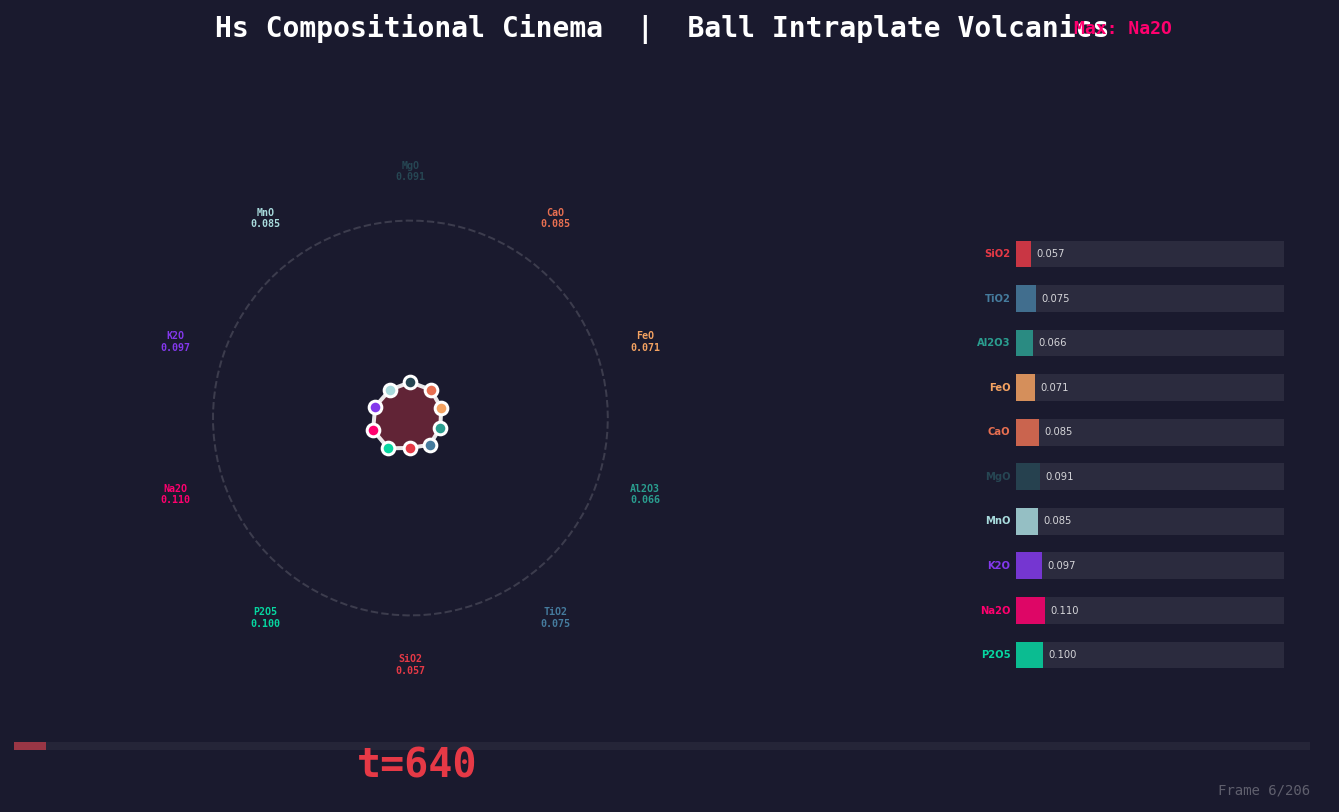 Hs Compositional Cinema | Ball Intraplate Volcanics
Max: Na2O
MgO
0.091
MnO
0.085
CaO
0.085
K2O
0.097
FeO
0.071
Na2O
0.110
Al2O3
0.066
P2O5
0.100
TiO2
0.075
SiO2
0.057
SiO2 0.057
TiO2 0.075
Al2O3 0.066
FeO 0.071
CaO 0.085
MgO 0.091
MnO 0.085
K2O 0.097
Na2O 0.110
P2O5 0.100
t=640
Frame 6/206